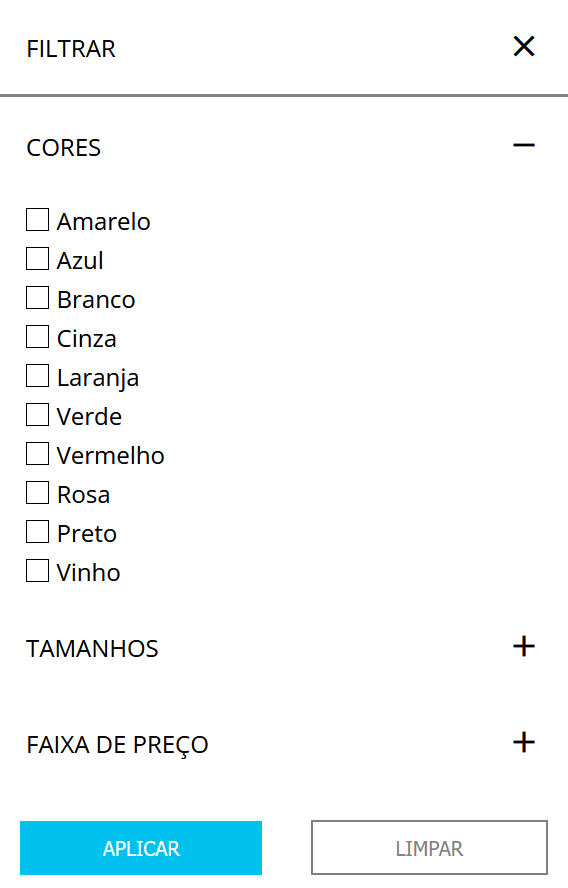 FILTRAR
CORES
Amarelo
Azul
Branco
Cinza
Laranja
Verde
Vermelho
Rosa
Preto
Vinho
TAMANHOS
FAIXA DE PREÇO
APLICAR
LIMPAR